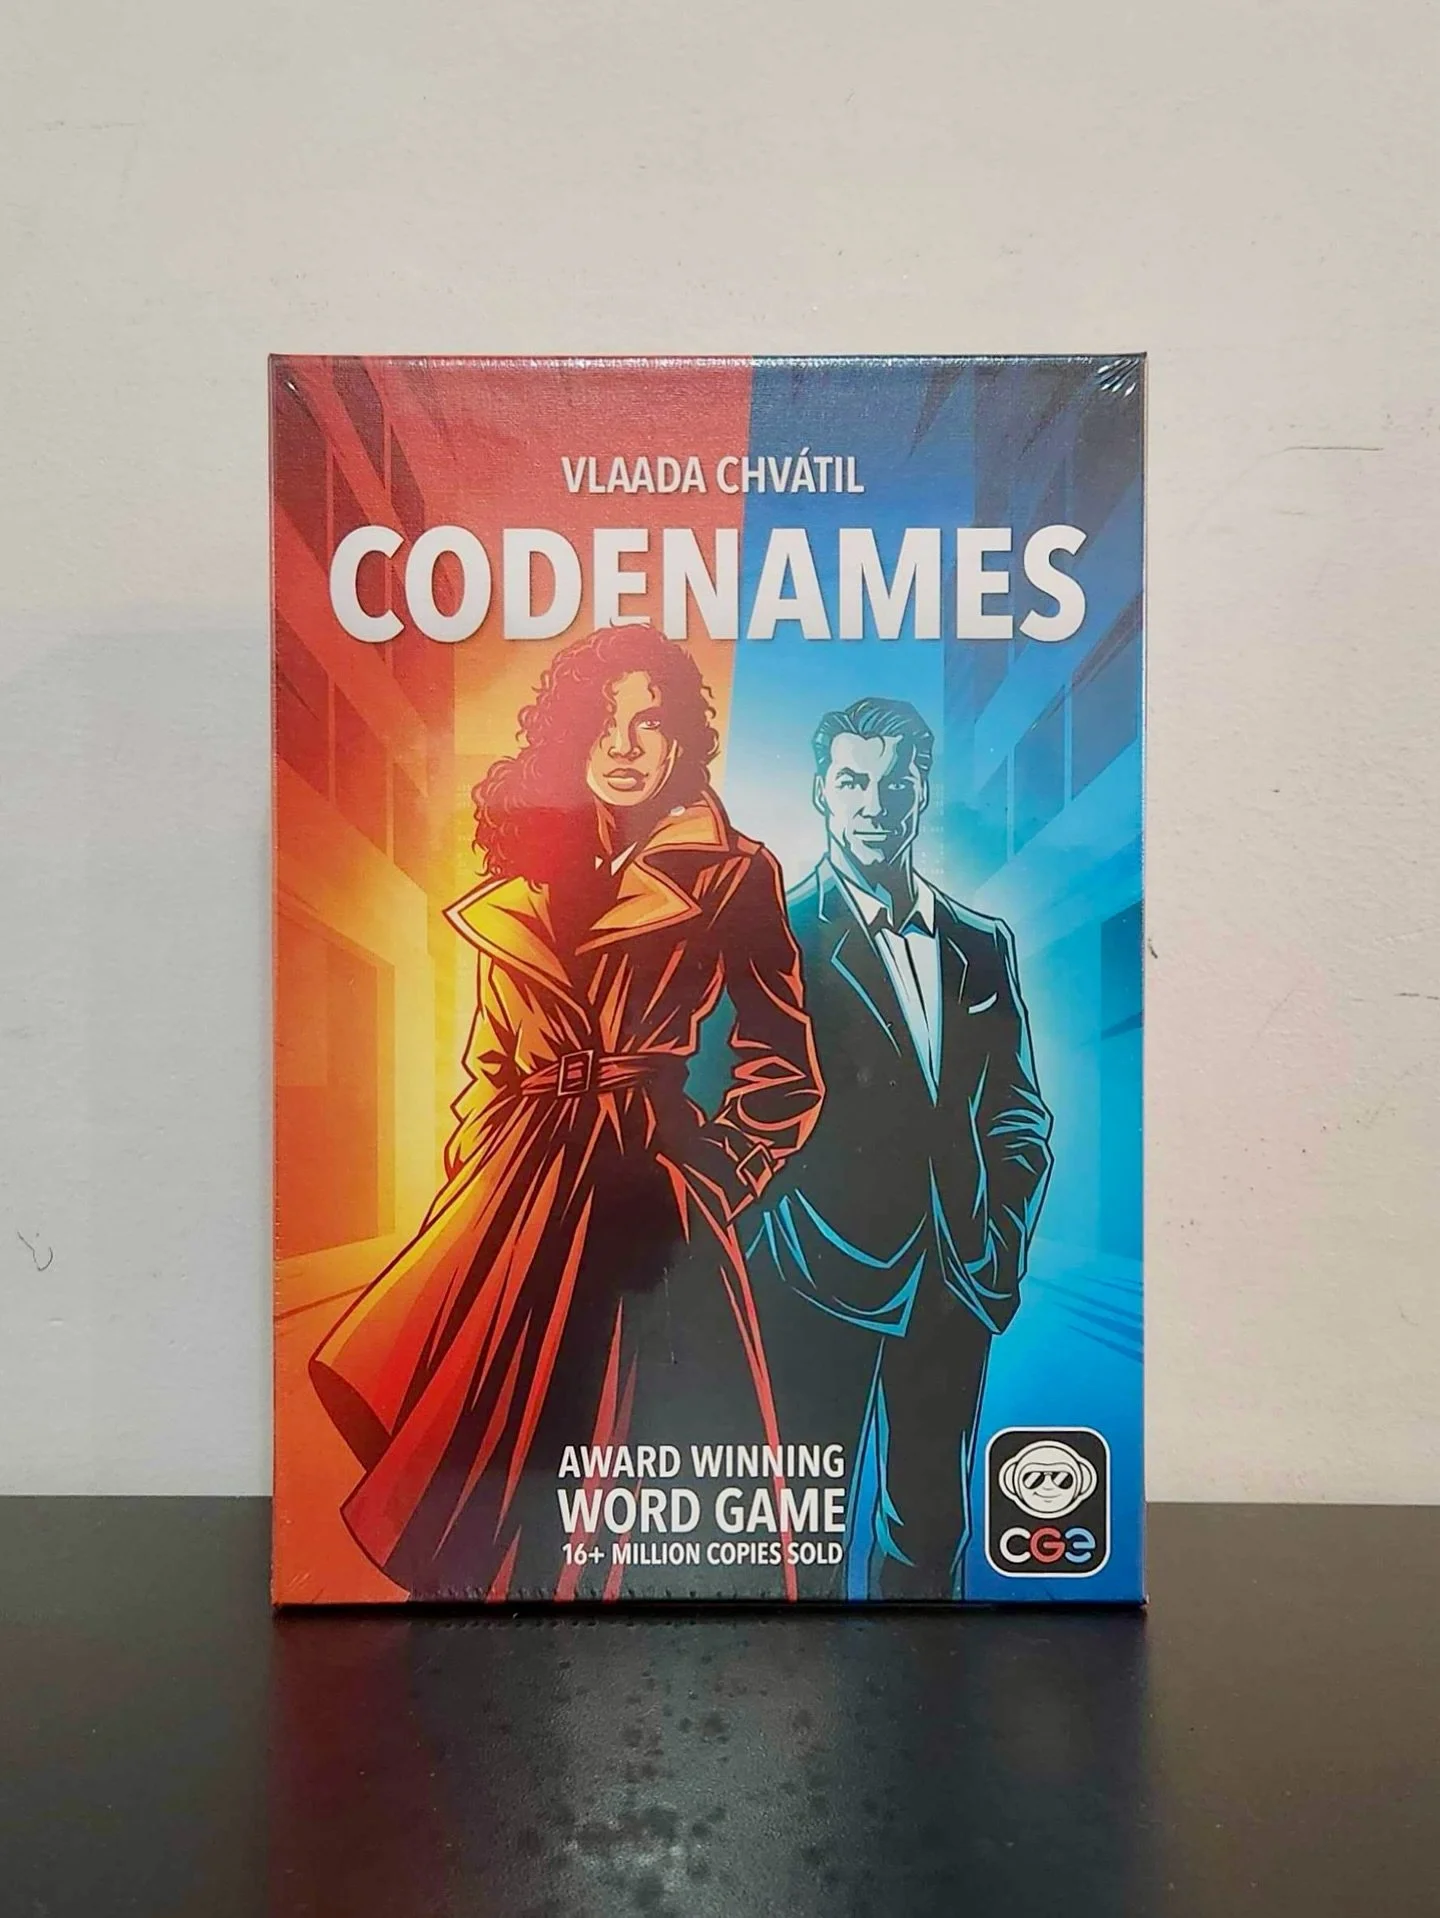 VLAADA CHVÁTIL
CODENAMES
AWARD WINNING
WORD GAME
16+ MILLION COPIES SOLD
CGE